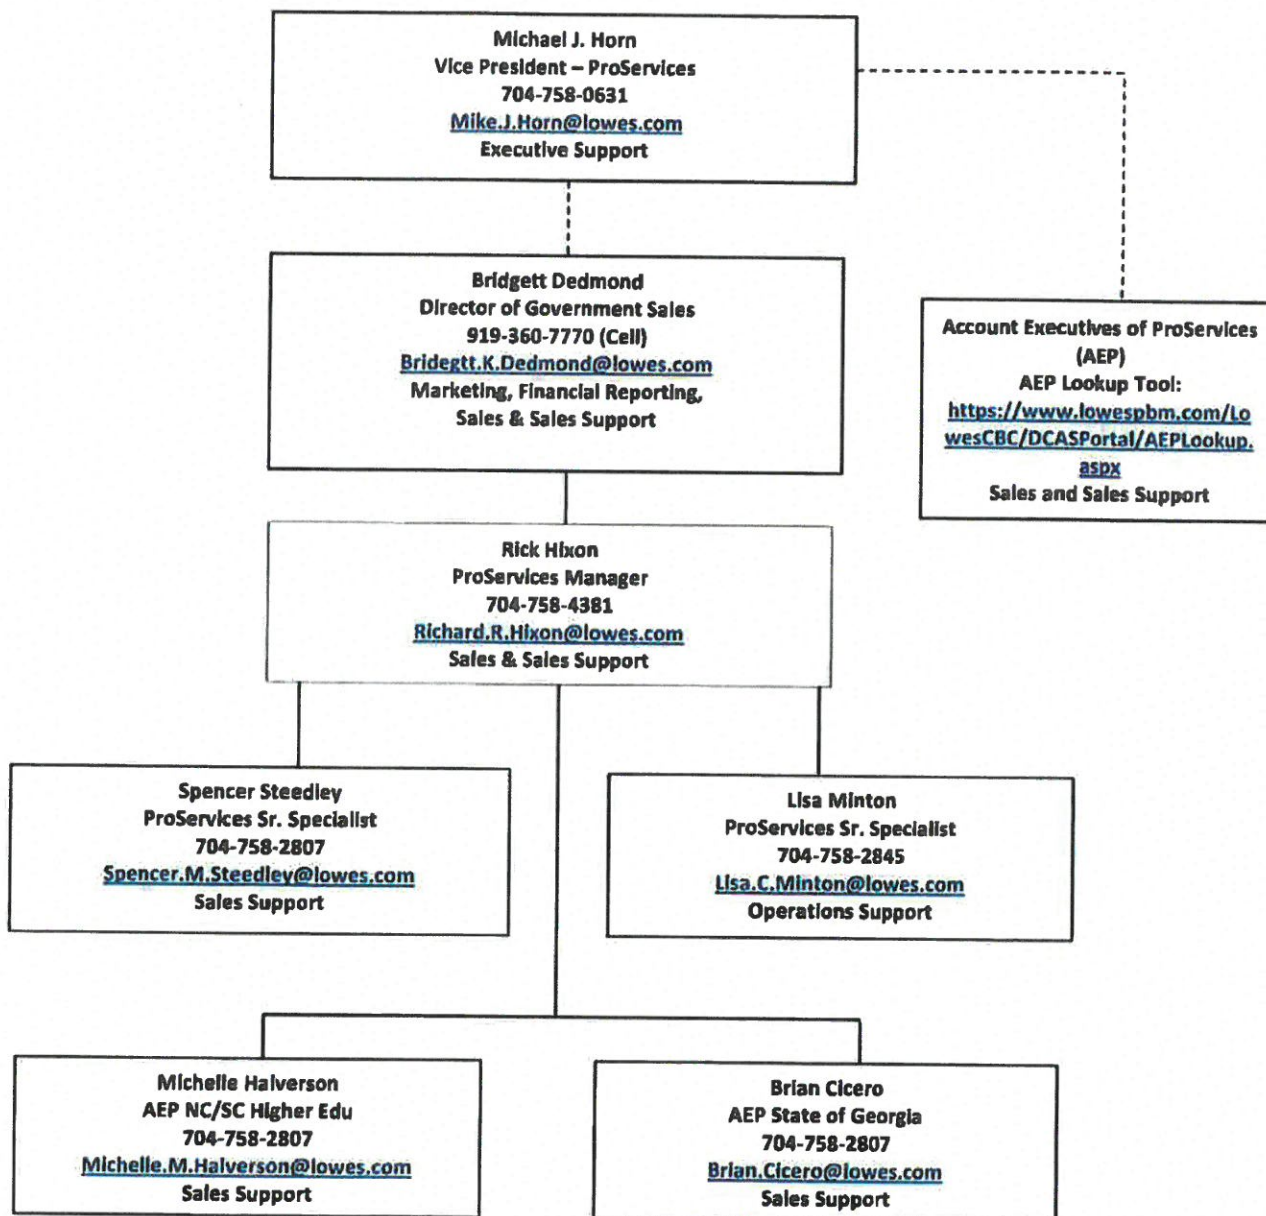 Michael J. Horn
Vice President – ProServices
704-758-0631
Mike.J.Horn@lowes.com
Executive Support
Bridgett Dedmond
Director of Government Sales
919-360-7770 (Cell)
Bridegtt.K.Dedmond@lowes.com
Marketing, Financial Reporting,
Sales & Sales Support
Account Executives of ProServices
(AEP)
AEP Lookup Tool:
https://www.lowespbm.com/Lo
wesCBC/DCASPortal/AEPLookup.
aspx
Sales and Sales Support
Rick Hixon
ProServices Manager
704-758-4381
Richard.R.Hixon@lowes.com
Sales & Sales Support
Spencer Steedley
ProServices Sr. Specialist
704-758-2807
Spencer.M.Steedley@lowes.com
Sales Support
Lisa Minton
ProServices Sr. Specialist
704-758-2845
Lisa.C.Minton@lowes.com
Operations Support
Michelle Halverson
AEP NC/SC Higher Edu
704-758-2807
Michelle.M.Halverson@lowes.com
Sales Support
Brian Cicero
AEP State of Georgia
704-758-2807
Brian.Cicero@lowes.com
Sales Support